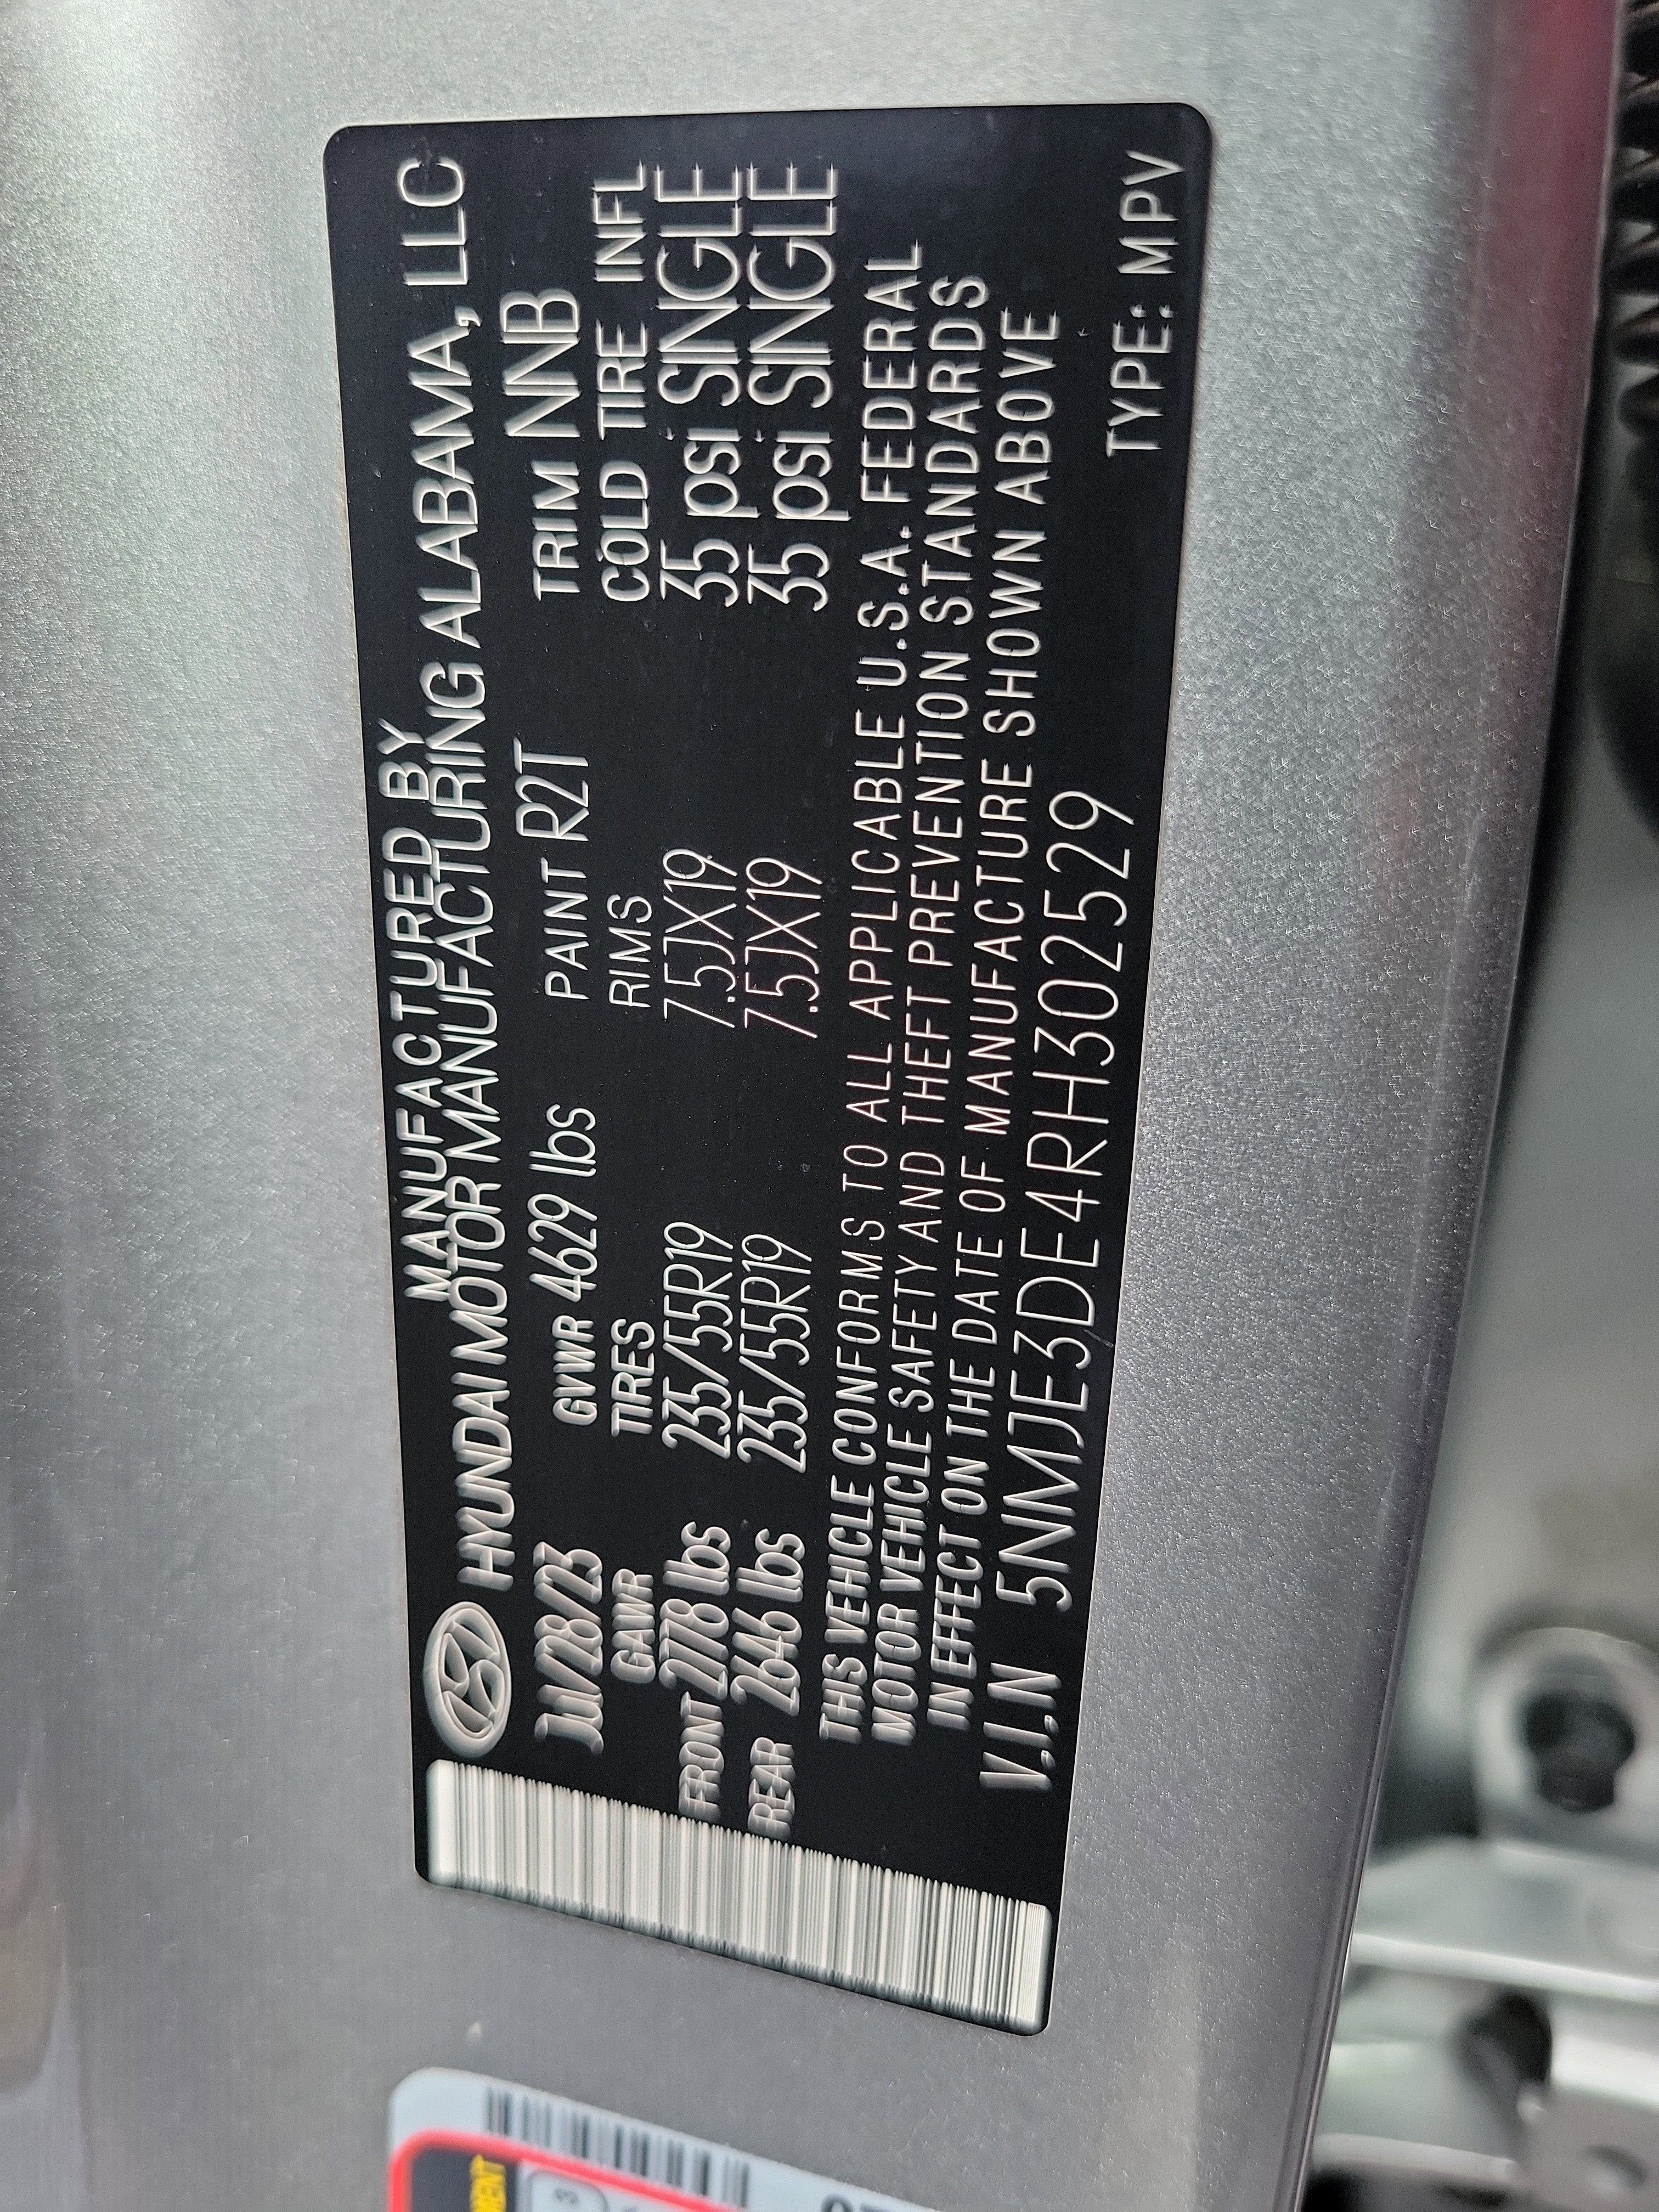 MANUFACTURED BY
HYUNDAI MOTOR MANUFACTURING ALABAMA, LLC
Jul/28/23 GVWR 4629 lbs PAINT R2T TRIM NNB
GAWR TIRES RIMS COLD TIRE INFL
FRONT 2778 lbs 235/55R19 7.5JX19 35 psi SINGLE
REAR 2646 lbs 235/55R19 7.5JX19 35 psi SINGLE
THIS VEHICLE CONFORMS TO ALL APPLICABLE U.S.A. FEDERAL
MOTOR VEHICLE SAFETY AND THEFT PREVENTION STANDARDS
IN EFFECT ON THE DATE OF MANUFACTURE SHOWN ABOVE
V.I.N 5NMJE3DE4RH302529
TYPE: MPV
3